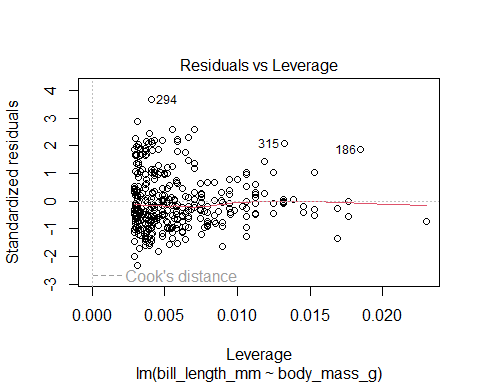 Residuals vs Leverage
Standardized residuals
4
3
2
1
0
-1
-2
-3
294
315
186
Cook's distance
0.000 0.005 0.010 0.015 0.020
Leverage
lm(bill_length_mm ~ body_mass_g)